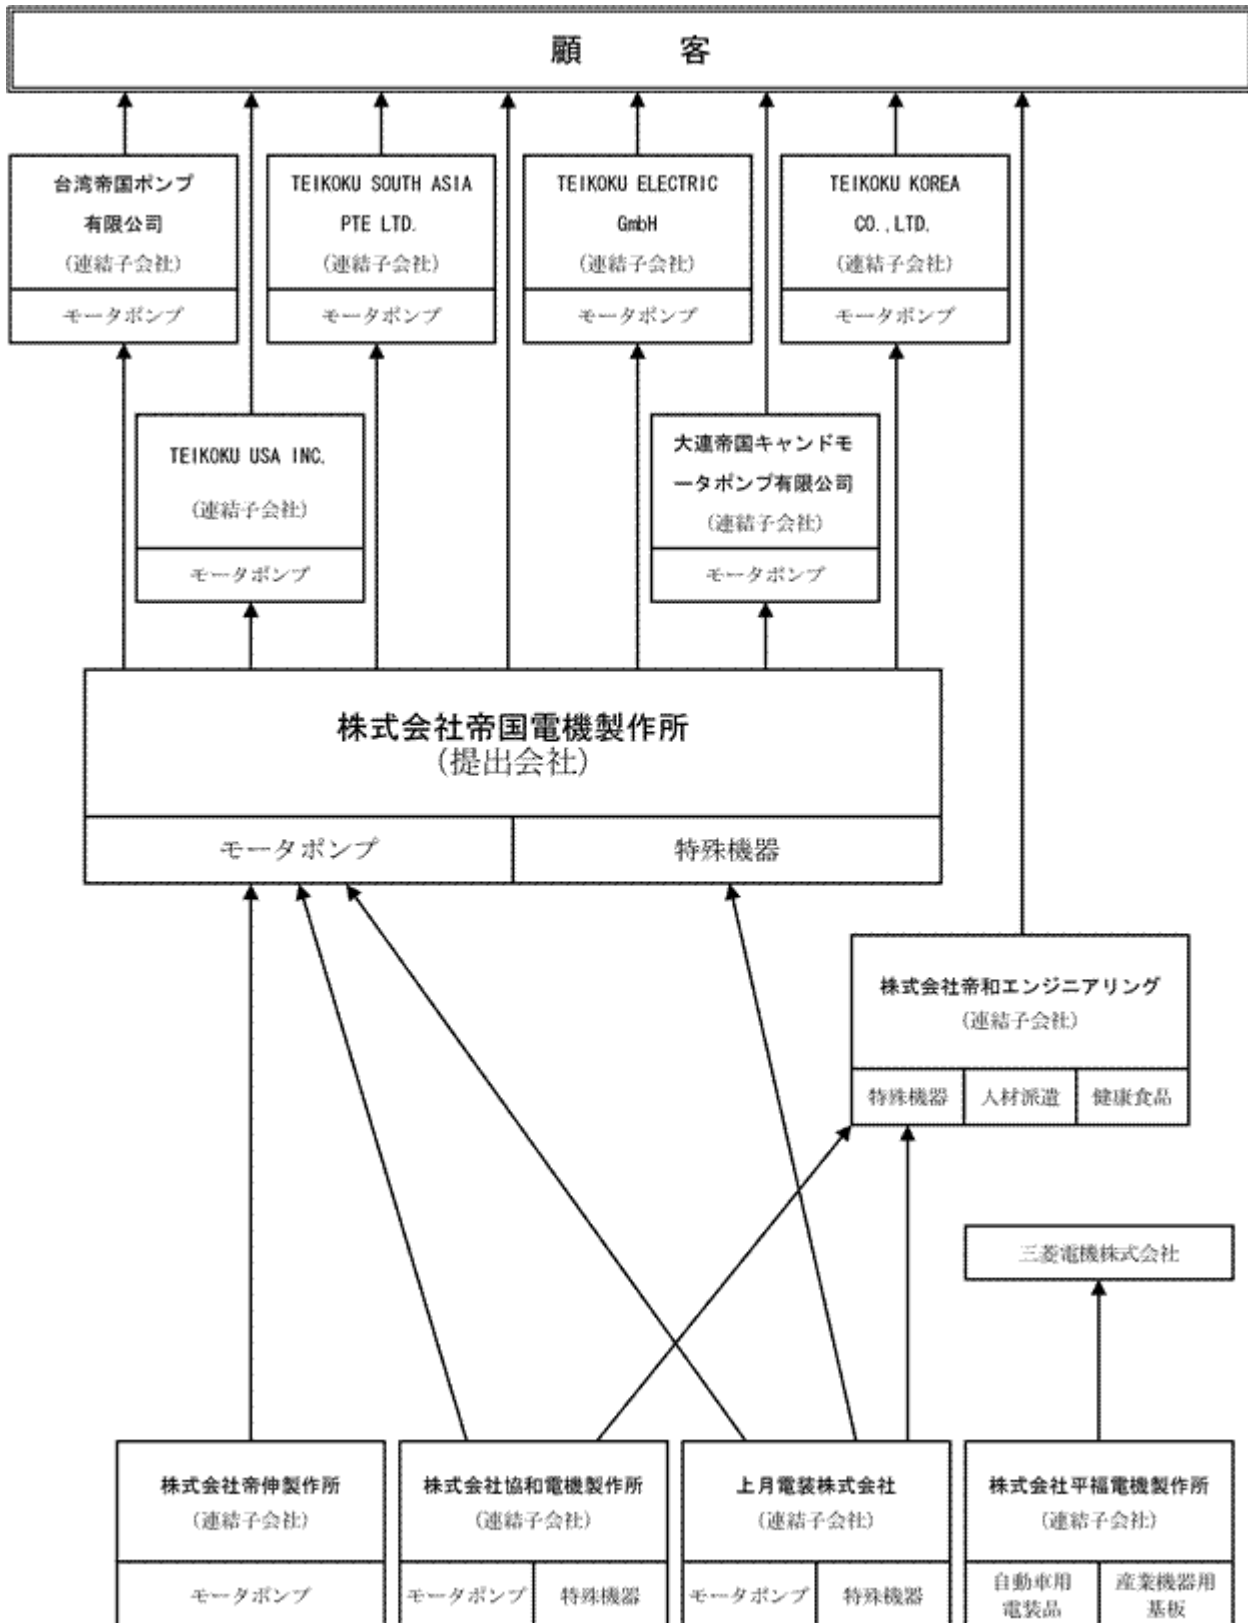 顧　　客
台湾帝国ポンプ
有限公司
(連結子会社)
モータポンプ
TEIKOKU SOUTH ASIA
PTE LTD.
(連結子会社)
モータポンプ
TEIKOKU ELECTRIC
GmbH
(連結子会社)
モータポンプ
TEIKOKU KOREA
CO.,LTD.
(連結子会社)
モータポンプ
TEIKOKU USA INC.
(連結子会社)
モータポンプ
大連帝国キャンドモ
ータポンプ有限公司
(連結子会社)
モータポンプ
株式会社帝国電機製作所
(提出会社)
モータポンプ
特殊機器
株式会社帝和エンジニアリング
(連結子会社)
特殊機器
人材派遣
健康食品
三菱電機株式会社
株式会社帝伸製作所
(連結子会社)
モータポンプ
株式会社協和電機製作所
(連結子会社)
モータポンプ
特殊機器
上月電装株式会社
(連結子会社)
モータポンプ
特殊機器
株式会社平福電機製作所
(連結子会社)
自動車用
電装品
産業機器用
基板